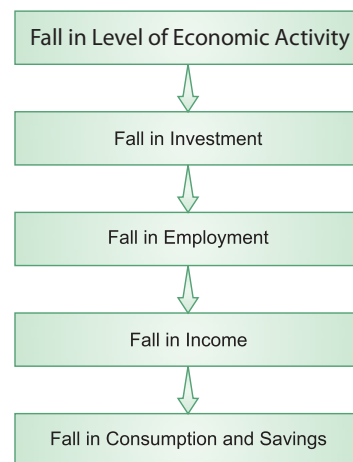 Fall in Level of Economic Activity
Fall in Investment
Fall in Employment
Fall in Income
Fall in Consumption and Savings